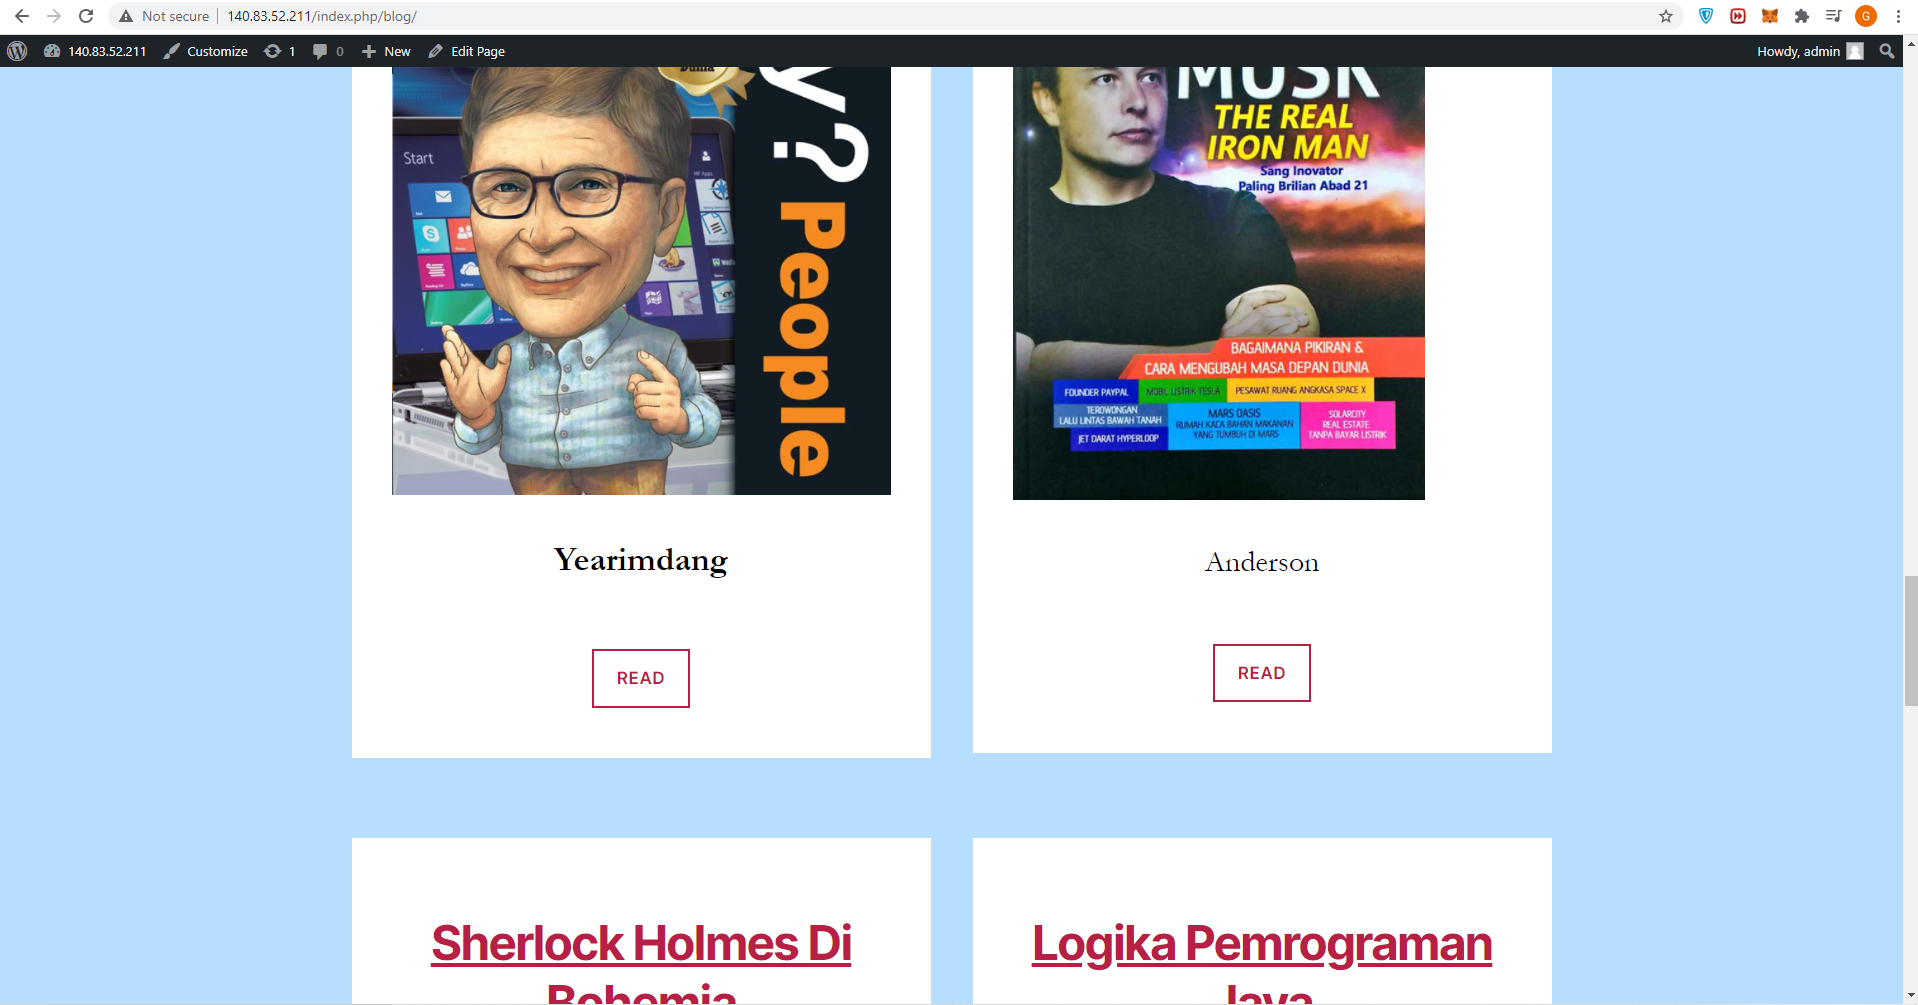 Not secure
140.83.52.211/index.php/blog/
G
140.83.52.211
Customize
1
0
New
Edit Page
Howdy, admin
Dunia
y? People
Start
MUSK
THE REAL
IRON MAN
Sang Inovator
Paling Brilian Abad 21
BAGAIMANA PIKIRAN &
CARA MENGUBAH MASA DEPAN DUNIA
FOUNDER PAYPAL
MOBIL LISTRIK TESLA
PESAWAT RUANG ANGKASA SPACE X
TEROWONGAN
LALU LINTAS BAWAH TANAH
MARS OASIS
RUMAH KACA BAHAN MAKANAN
YANG TUMBUH DI MARS
SOLARCITY
REAL ESTATE
TANPA BAYAR LISTRIK
JET DARAT HYPERLOOP
Yearimdang
Anderson
READ
READ
Sherlock Holmes Di
Bohemia
Logika Pemrograman
Java